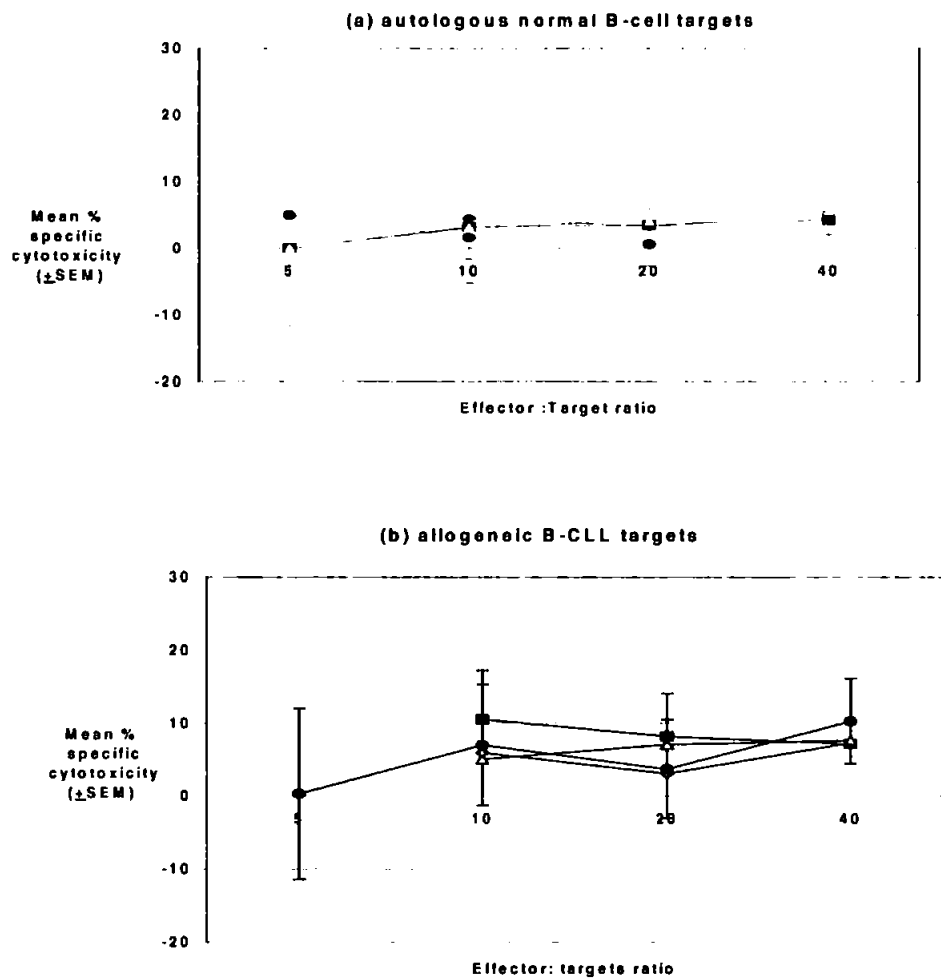 (a) autologous normal B-cell targets
30
20
10
Mean %
specific
cytotoxicity
(±SEM)
0
5
10
20
40
-10
-20
Effector :Target ratio
(b) allogeneic B-CLL targets
30
20
10
Mean %
specific
cytotoxicity
(±SEM)
0
5
10
20
40
-10
-20
Effector: targets ratio